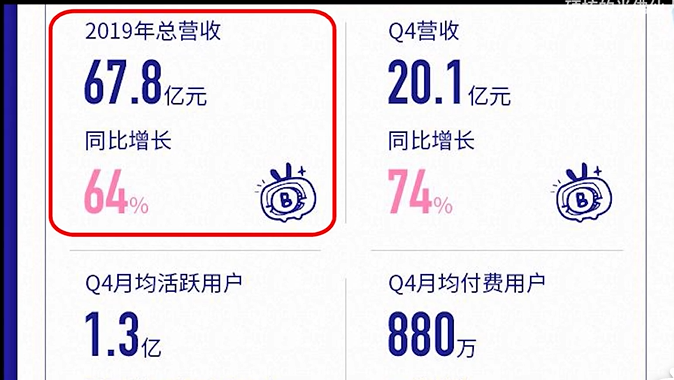 2019年总营收
67.8亿元
同比增长
64%
Q4营收
20.1亿元
同比增长
74%
B
B
Q4月均活跃用户
1.3亿
Q4月均付费用户
880万